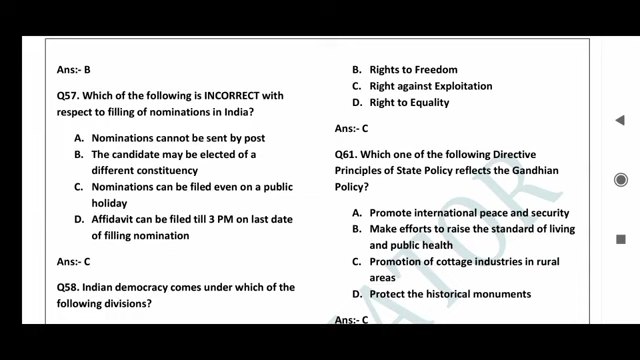 Ans:- B
Q57. Which of the following is INCORRECT with
respect to filling of nominations in India?
A. Nominations cannot be sent by post
B. The candidate may be elected of a
different constituency
C. Nominations can be filed even on a public
holiday
D. Affidavit can be filed till 3 PM on last date
of filling nomination
Ans:- C
Q58. Indian democracy comes under which of the
following divisions?
B. Rights to Freedom
C. Right against Exploitation
D. Right to Equality
Ans:- C
Q61. Which one of the following Directive
Principles of State Policy reflects the Gandhian
Policy?
A. Promote international peace and security
B. Make efforts to raise the standard of living
and public health
C. Promotion of cottage industries in rural
areas
D. Protect the historical monuments
Ans:- C